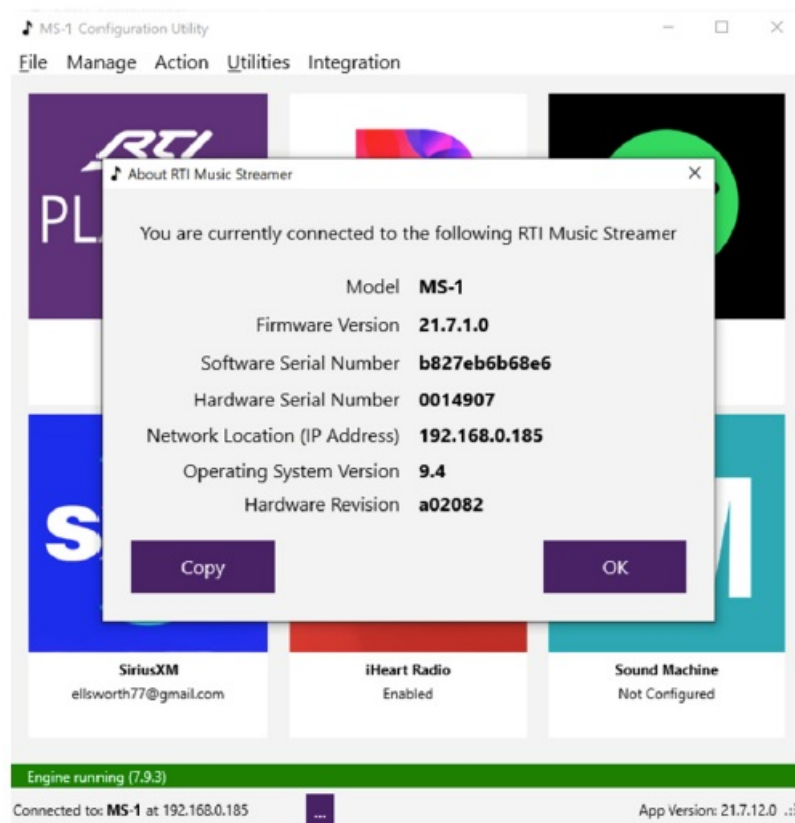 MS-1 Configuration Utility
File Manage Action Utilities Integration
RTI
About RTI Music Streamer
You are currently connected to the following RTI Music Streamer
Model MS-1
Firmware Version 21.7.1.0
Software Serial Number b827eb6b68e6
Hardware Serial Number 0014907
Network Location (IP Address) 192.168.0.185
Operating System Version 9.4
Hardware Revision a02082
Copy OK
SiriusXM iHeart Radio Sound Machine
ellsworth77@gmail.com Enabled Not Configured
Engine running (7.9.3)
Connected to: MS-1 at 192.168.0.185 ... App Version: 21.7.12.0